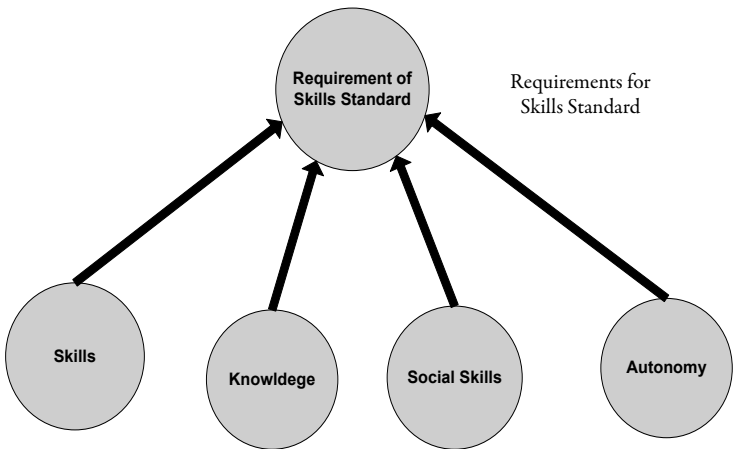 Requirement of
Skills Standard
Requirements for
Skills Standard
Skills
Knowldege
Social Skills
Autonomy